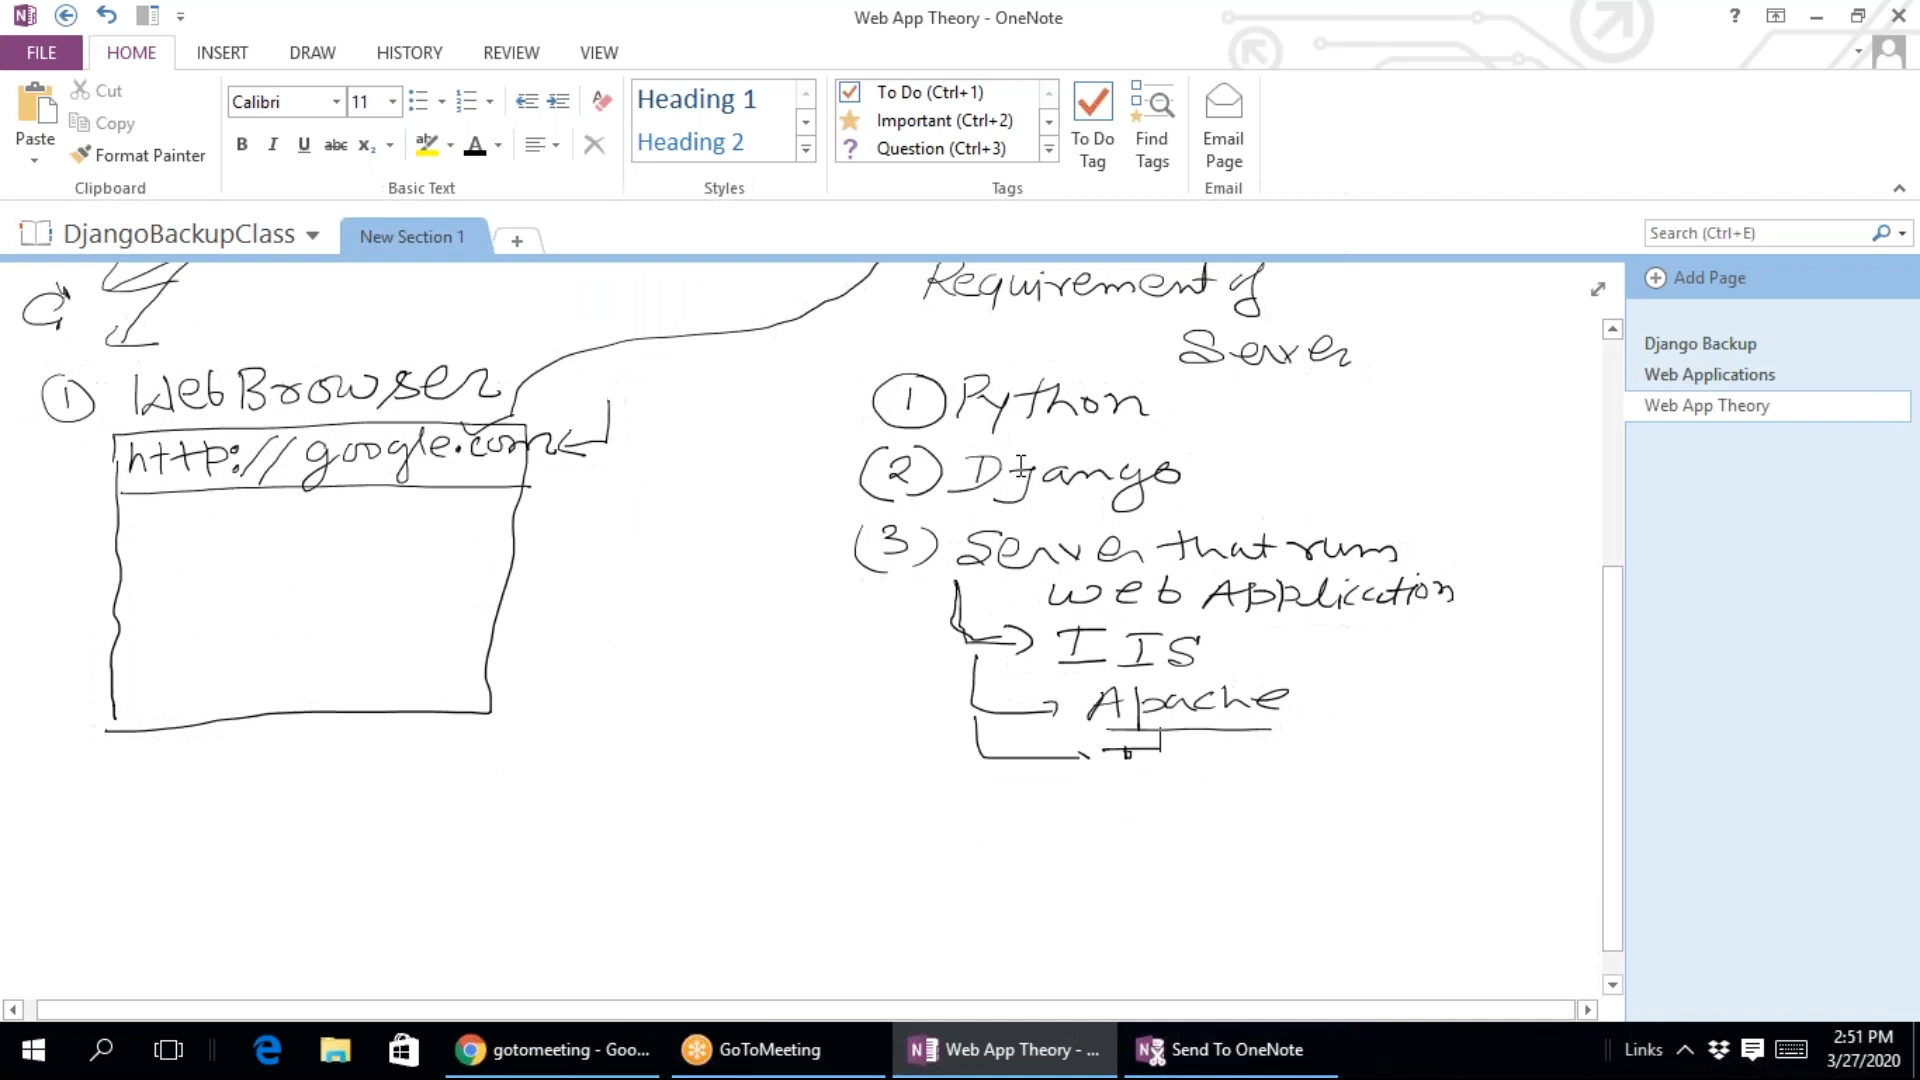 Web App Theory - OneNote
?
FILE
HOME
INSERT
DRAW
HISTORY
REVIEW
VIEW
Paste
Cut
Copy
Format Painter
Clipboard
Calibri
11
B I U abc x₂
ab A
Basic Text
Heading 1
Heading 2
Styles
To Do (Ctrl+1)
Important (Ctrl+2)
Question (Ctrl+3)
Tags
To Do
Tag
Find
Tags
Email
Page
Email
DjangoBackupClass
New Section 1
Search (Ctrl+E)
Add Page
Django Backup
Web Applications
Web App Theory
Requirement of
Server
① WebBrowser
http://google.com
① Python
(2) Django
(3) Server that runs
Web Application
IIS
Apache
gotomeeting - Goo...
GoToMeeting
Web App Theory - ...
Send To OneNote
Links
2:51 PM
3/27/2020